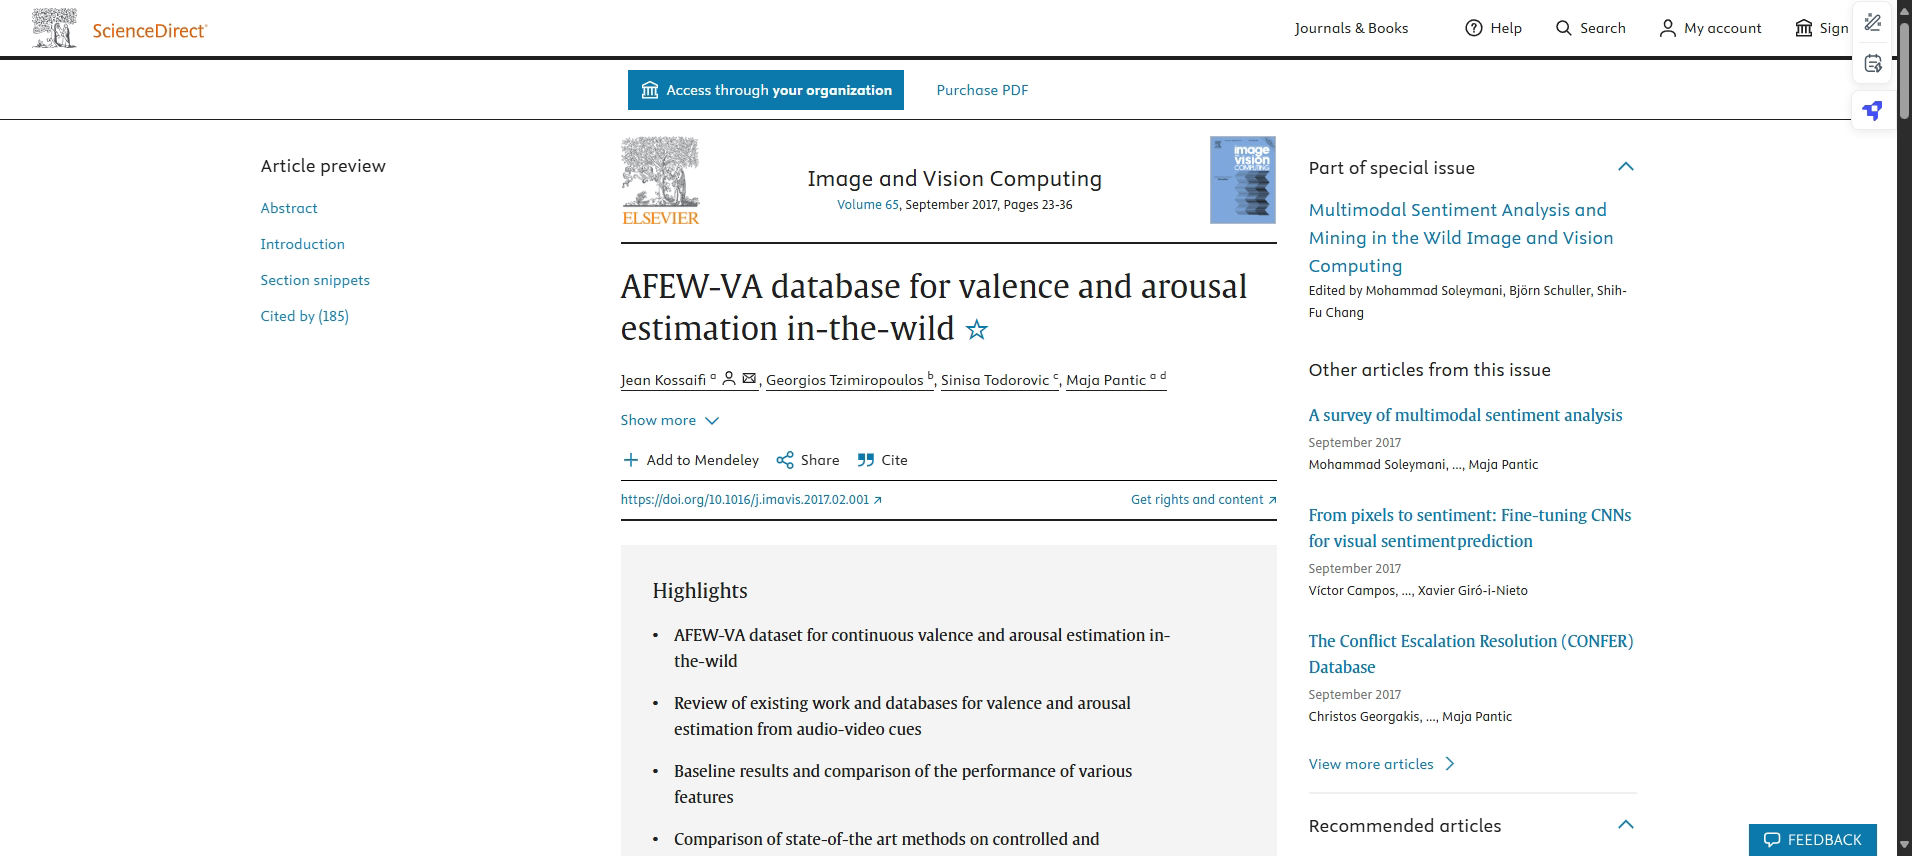 ScienceDirect®
Journals & Books
Help
Search
My account
Sign
Access through your organization
Purchase PDF
Article preview
Abstract
Introduction
Section snippets
Cited by (185)
ELSEVIER
Image and Vision Computing
Volume 65, September 2017, Pages 23-36
image
vision
COMPUTING
AFEW-VA database for valence and arousal
estimation in-the-wild ☆
Jean Kossaifi a, Georgios Tzimiropoulos b, Sinisa Todorovic c, Maja Pantic a d
Show more
Add to Mendeley
Share
Cite
https://doi.org/10.1016/j.imavis.2017.02.001
Get rights and content
Highlights
• AFEW-VA dataset for continuous valence and arousal estimation in-
the-wild
• Review of existing work and databases for valence and arousal
estimation from audio-video cues
• Baseline results and comparison of the performance of various
features
• Comparison of state-of-the art methods on controlled and
Part of special issue
Multimodal Sentiment Analysis and
Mining in the Wild Image and Vision
Computing
Edited by Mohammad Soleymani, Björn Schuller, Shih-
Fu Chang
Other articles from this issue
A survey of multimodal sentiment analysis
September 2017
Mohammad Soleymani, ..., Maja Pantic
From pixels to sentiment: Fine-tuning CNNs
for visual sentiment prediction
September 2017
Víctor Campos, ..., Xavier Giró-i-Nieto
The Conflict Escalation Resolution (CONFER)
Database
September 2017
Christos Georgakis, ..., Maja Pantic
View more articles
Recommended articles
FEEDBACK